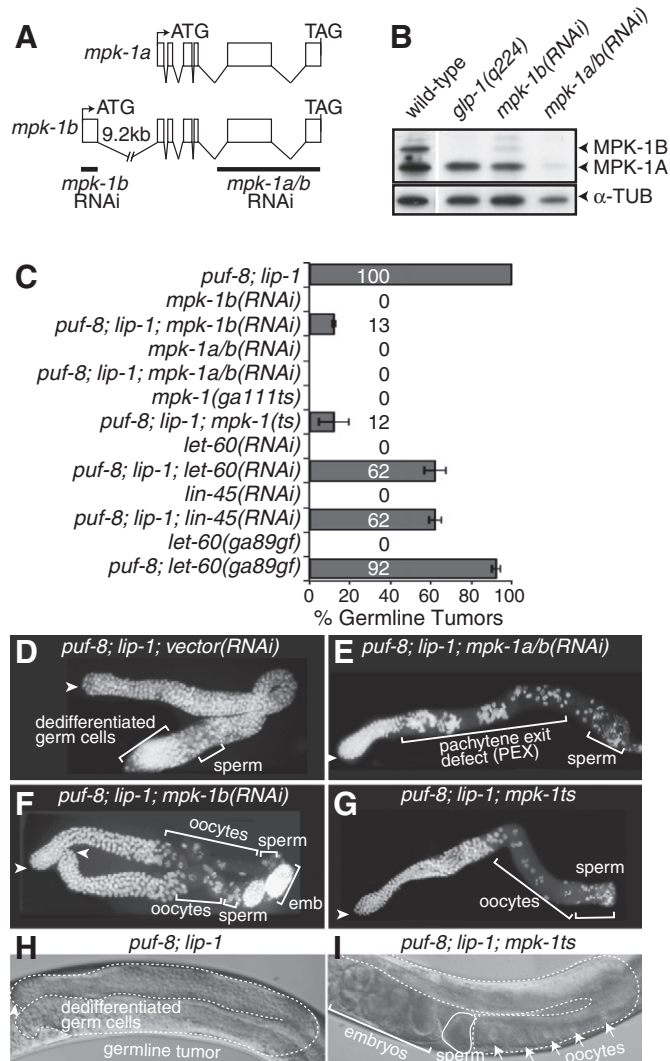 A
mpk-1a
ATG
TAG
mpk-1b
ATG
9.2kb
TAG
mpk-1b
RNAi
mpk-1a/b
RNAi
B
wild-type
glp-1(q224)
mpk-1b(RNAi)
mpk-1a/b(RNAi)
MPK-1B
MPK-1A
α-TUB
C
puf-8; lip-1 100
mpk-1b(RNAi) 0
puf-8; lip-1; mpk-1b(RNAi) 13
mpk-1a/b(RNAi) 0
puf-8; lip-1; mpk-1a/b(RNAi) 0
mpk-1(ga111ts) 0
puf-8; lip-1; mpk-1(ts) 12
let-60(RNAi) 0
puf-8; lip-1; let-60(RNAi) 62
lin-45(RNAi) 0
puf-8; lip-1; lin-45(RNAi) 62
let-60(ga89gf) 0
puf-8; let-60(ga89gf) 92
0 20 40 60 80 100
% Germline Tumors
D puf-8; lip-1; vector(RNAi)
dedifferentiated
germ cells
sperm
E puf-8; lip-1; mpk-1a/b(RNAi)
pachytene exit
defect (PEX)
sperm
F puf-8; lip-1; mpk-1b(RNAi)
oocytes
sperm
oocytes
sperm
emb
G puf-8; lip-1; mpk-1ts
sperm
oocytes
H puf-8; lip-1
dedifferentiated
germ cells
germline tumor
I puf-8; lip-1; mpk-1ts
embryos
sperm
oocytes